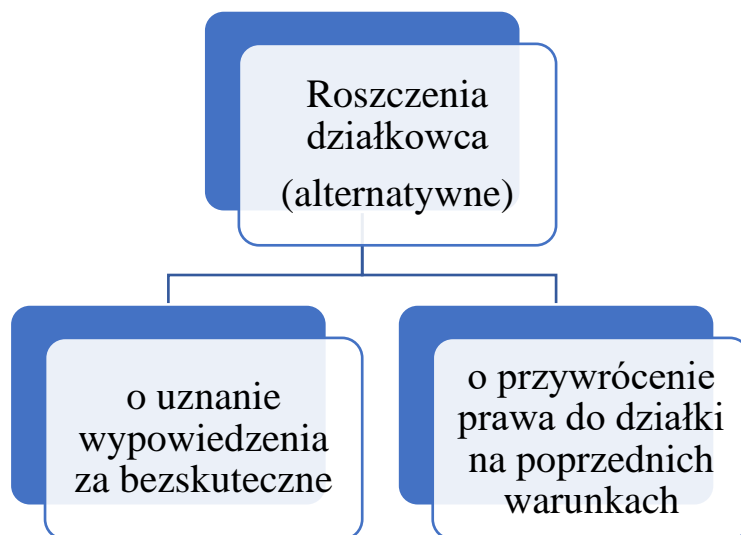 Roszczenia
działkowca
(alternatywne)
o uznanie
wypowiedzenia
za bezskuteczne
o przywrócenie
prawa do działki
na poprzednich
warunkach